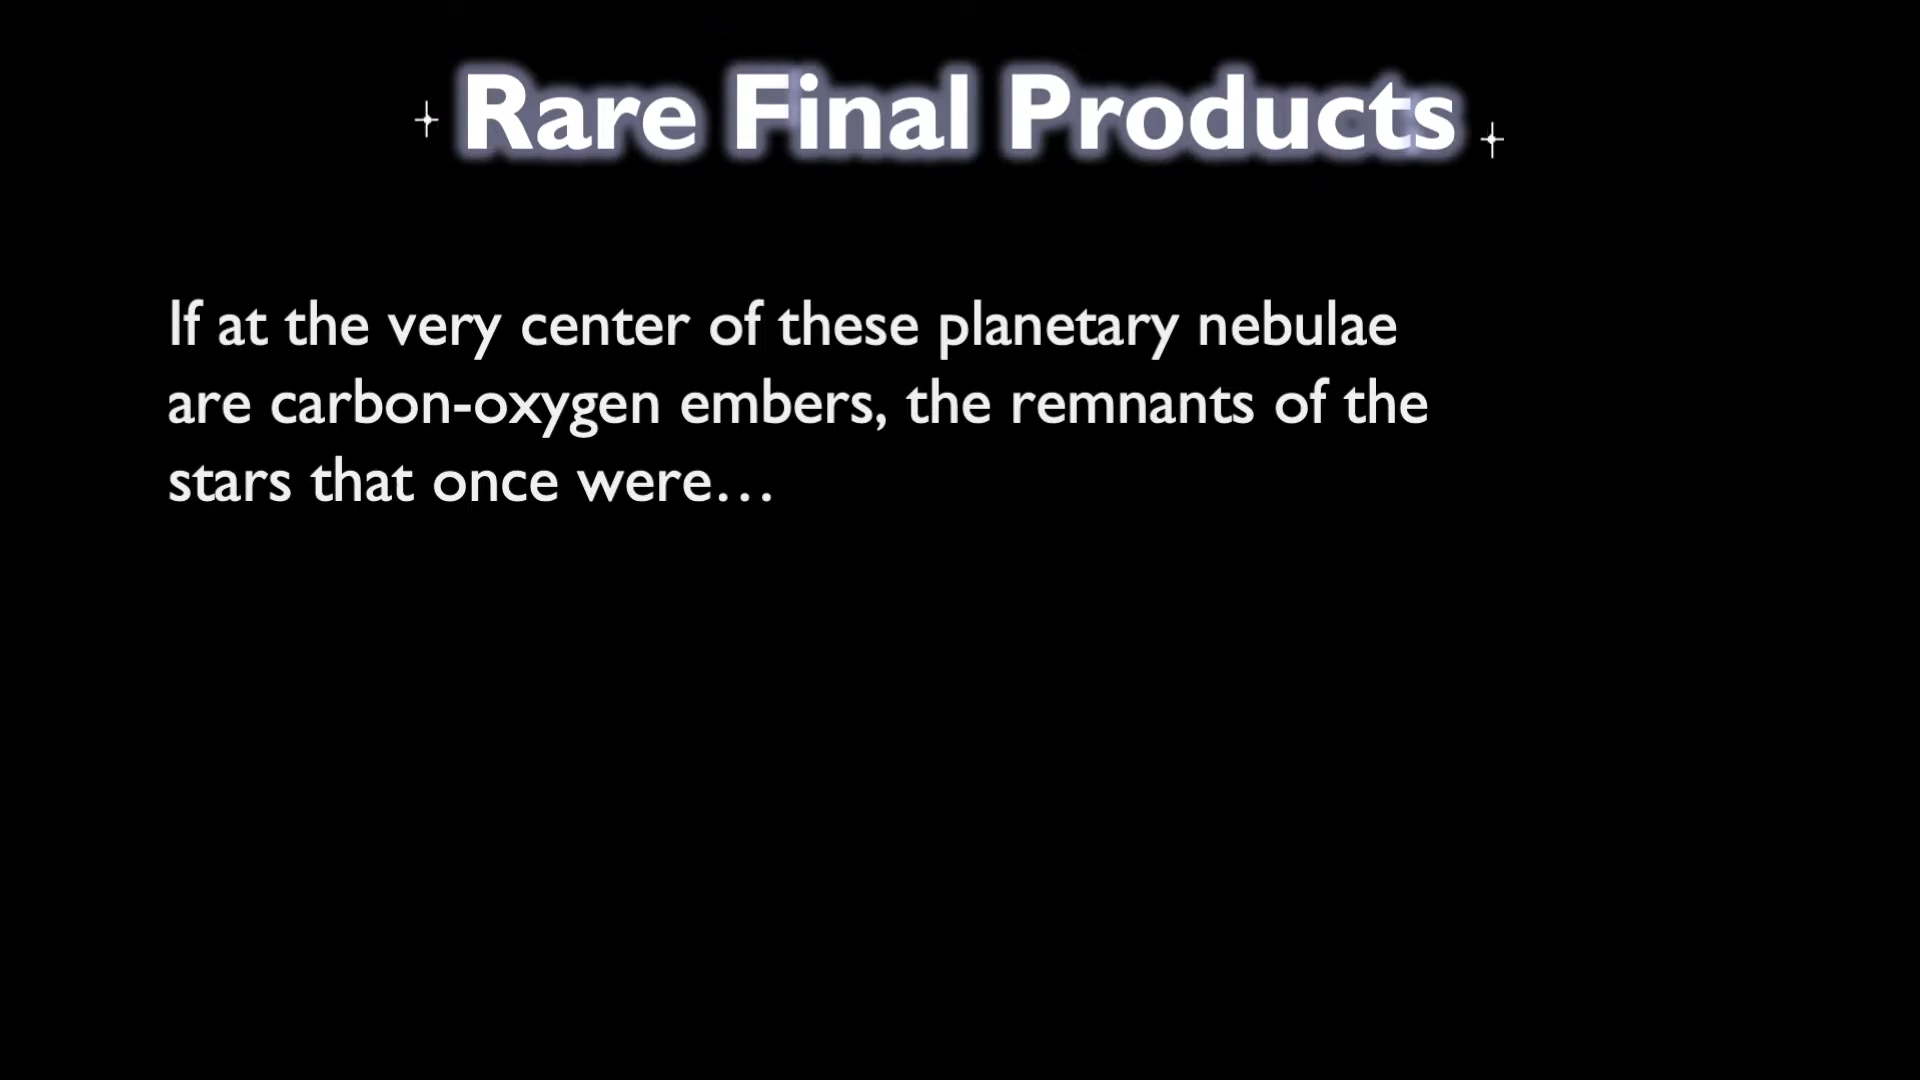 Rare Final Products
If at the very center of these planetary nebulae
are carbon-oxygen embers, the remnants of the
stars that once were…